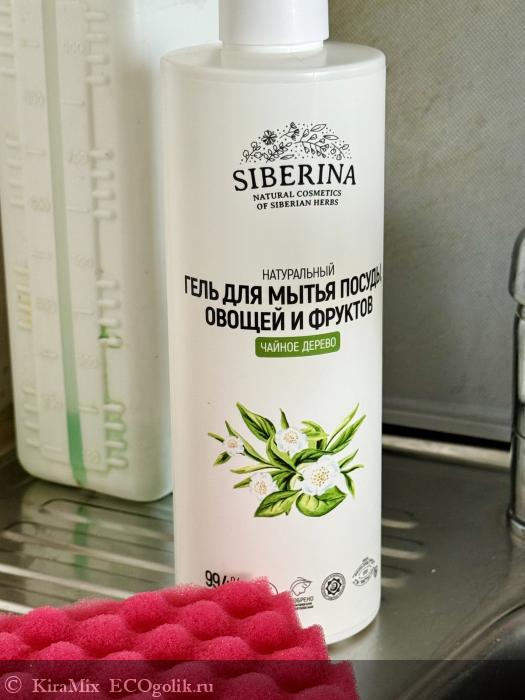 SIBERINA
NATURAL COSMETICS
OF SIBERIAN HERBS
НАТУРАЛЬНЫЙ
ГЕЛЬ ДЛЯ МЫТЬЯ ПОСУДЫ
ОВОЩЕЙ И ФРУКТОВ
ЧАЙНОЕ ДЕРЕВО
© KiraMix ECOgolik.ru